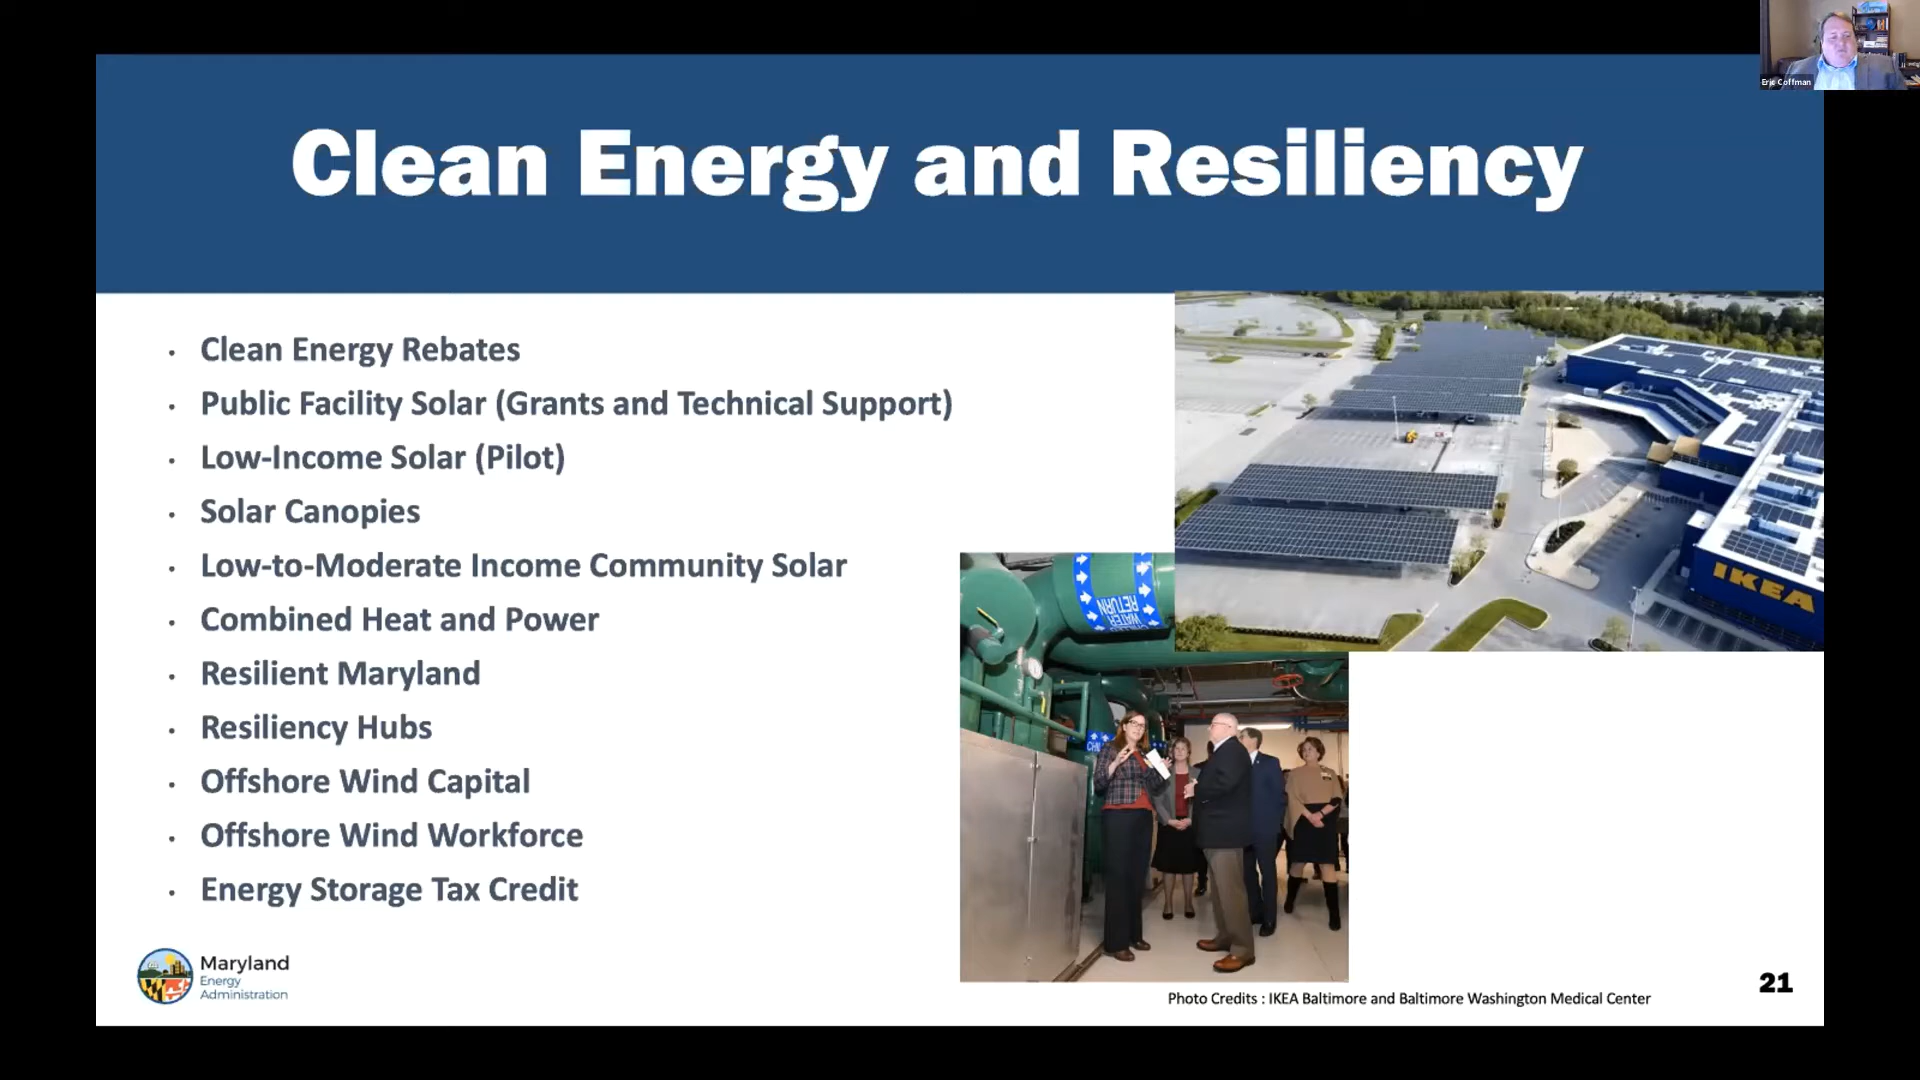 Eric Coffman
Clean Energy and Resiliency
• Clean Energy Rebates
• Public Facility Solar (Grants and Technical Support)
• Low-Income Solar (Pilot)
• Solar Canopies
• Low-to-Moderate Income Community Solar
• Combined Heat and Power
• Resilient Maryland
• Resiliency Hubs
• Offshore Wind Capital
• Offshore Wind Workforce
• Energy Storage Tax Credit
IKEA
CHILLED
WATER
RETURN
Maryland
Energy
Administration
Photo Credits : IKEA Baltimore and Baltimore Washington Medical Center
21